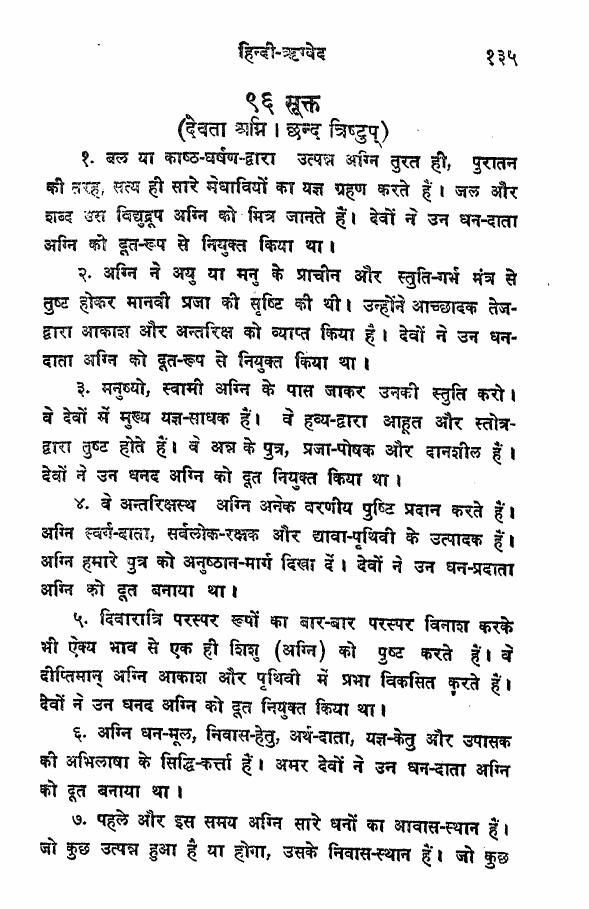 हिन्दी-ऋग्वेद १३५
९६ सूक्त
(देवता अग्नि । छन्द त्रिष्टुप्)
१. बल या काष्ठ-घर्षण-द्वारा उत्पन्न अग्नि तुरत ही, पुरातन
की तरह, सत्य ही सारे मेधावियों का यज्ञ ग्रहण करते हैं। जल और
शब्द उस विद्युद्रूप अग्नि को मित्र जानते हैं। देवों ने उन धन-दाता
अग्नि को दूत-रूप से नियुक्त किया था।
२. अग्नि ने अयु या मनु के प्राचीन और स्तुति-गर्भ मंत्र से
तुष्ट होकर मानवी प्रजा की सृष्टि की थी। उन्होंने आच्छादक तेज-
द्वारा आकाश और अन्तरिक्ष को व्याप्त किया है। देवों ने उन धन-
दाता अग्नि को दूत-रूप से नियुक्त किया था।
३. मनुष्यो, स्वामी अग्नि के पास जाकर उनकी स्तुति करो।
वे देवों में मुख्य यज्ञ-साधक हैं। वे हव्य-द्वारा आहूत और स्तोत्र-
द्वारा तुष्ट होते हैं। वे अन्न के पुत्र, प्रजा-पोषक और दानशील हैं।
देवों ने उन धनद अग्नि को दूत नियुक्त किया था।
४. वे अन्तरिक्षस्थ अग्नि अनेक वरणीय पुष्टि प्रदान करते हैं।
अग्नि स्वर्ग-दाता, सर्वलोक-रक्षक और द्यावा-पृथिवी के उत्पादक हैं।
अग्नि हमारे पुत्र को अनुष्ठान-मार्ग दिखा दें। देवों ने उन धन-प्रदाता
अग्नि को दूत बनाया था।
५. दिवारात्रि परस्पर रूपों का बार-बार परस्पर विनाश करके
भी ऐक्य भाव से एक ही शिशु (अग्नि) को पुष्ट करते हैं। वे
दीप्तिमान् अग्नि आकाश और पृथिवी में प्रभा विकसित करते हैं।
देवों ने उन धनद अग्नि को दूत नियुक्त किया था।
६. अग्नि धन-मूल, निवास-हेतु, अर्थ-दाता, यज्ञ-केतु और उपासक
की अभिलाषा के सिद्धि-कर्त्ता हैं। अमर देवों ने उन धन-दाता अग्नि
को दूत बनाया था।
७. पहले और इस समय अग्नि सारे धनों का आवास-स्थान हैं।
जो कुछ उत्पन्न हुआ है या होगा, उसके निवास-स्थान हैं। जो कुछ